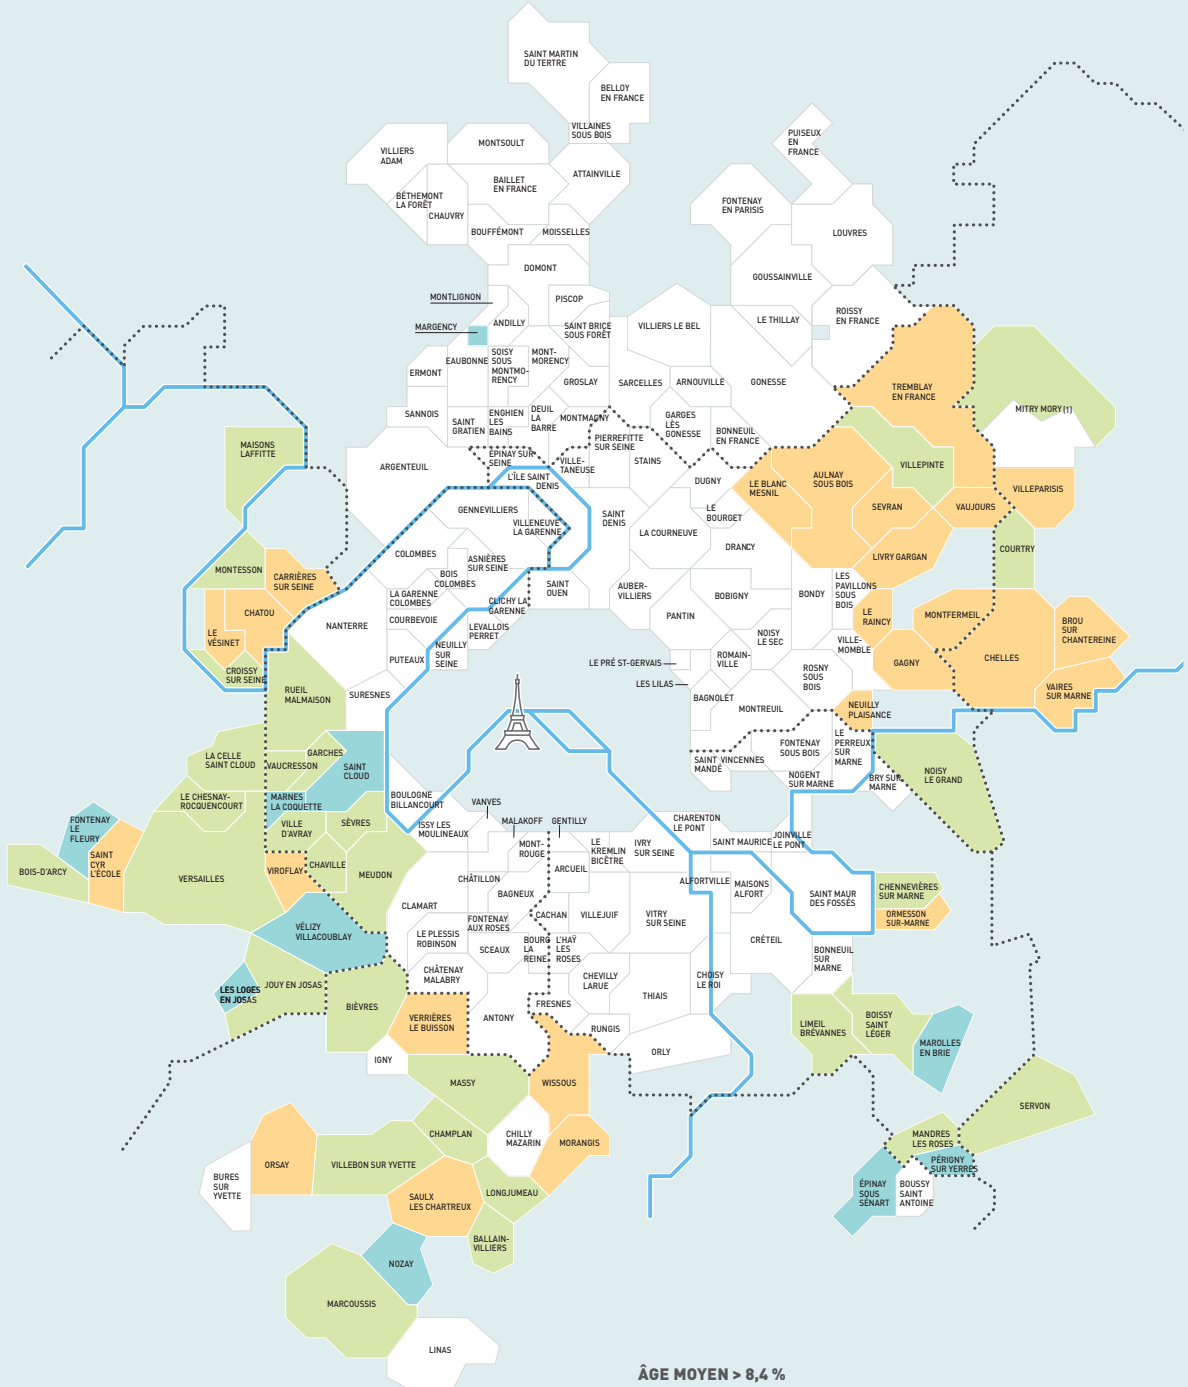 SAINT MARTIN
DU TERTRE
BELLOY
EN FRANCE
VILLAINES
SOUS BOIS
PUISEUX
EN
FRANCE
MONTSOULT
VILLIERS
ADAM
ATTAINVILLE
BAILLET
EN FRANCE
BÉTHEMONT
LA FORÊT
CHAUVRY
FONTENAY
EN PARISIS
BOUFFÉMONT
MOISSELLES
LOUVRES
DOMONT
GOUSSAINVILLE
MONTLIGNON
PISCOP
ANDILLY
MARGENCY
SAINT BRICE
SOUS FORÊT
VILLIERS LE BEL
LE THILLAY
ROISSY
EN FRANCE
EAUBONNE
SOISY
SOUS
MONTMO-
RENCY
MONT-
MORENCY
ERMONT
GROSLAY
SARCELLES
ARNOUVILLE
GONESSE
TREMBLAY
EN FRANCE
MITRY MORY (1)
SANNOIS
SAINT
GRATIEN
ENGHIEN
LES
BAINS
DEUIL
LA
BARRE
MONTMAGNY
GARGES
LÈS
GONESSE
BONNEUIL
EN FRANCE
MAISONS
LAFFITTE
ARGENTEUIL
ÉPINAY SUR
SEINE
VILLE-
TANEUSE
PIERREFITTE
SUR SEINE
STAINS
VILLEPINTE
L'ÎLE SAINT
DENIS
DUGNY
LE BLANC
MESNIL
AULNAY
SOUS BOIS
VILLEPARISIS
GENNEVILLIERS
VILLENEUVE
LA GARENNE
SAINT
DENIS
LE
BOURGET
SEVRAN
VAUJOURS
LA COURNEUVE
DRANCY
COURTRY
LIVRY GARGAN
COLOMBES
ASNIÈRES
SUR SEINE
BOIS
COLOMBES
MONTESSON
CARRIÈRES
SUR SEINE
SAINT
OUEN
AUBER-
VILLIERS
BOBIGNY
BONDY
LES
PAVILLONS
SOUS
BOIS
LA GARENNE
COLOMBES
CLICHY LA
GARENNE
CHATOU
NANTERRE
COURBEVOIE
LEVALLOIS
PERRET
PANTIN
LE
RAINCY
MONTFERMEIL
BROU
SUR
CHANTEREINE
LE
VÉSINET
NOISY
LE SEC
VILLE-
MOMBLE
PUTEAUX
NEUILLY
SUR
SEINE
LE PRÉ ST-GERVAIS
ROMAIN-
VILLE
GAGNY
CHELLES
CROISSY
SUR SEINE
ROSNY
SOUS
BOIS
LES LILAS
BAGNOLET
RUEIL
MALMAISON
SURESNES
MONTREUIL
NEUILLY
PLAISANCE
VAIRES
SUR MARNE
LA CELLE
SAINT CLOUD
VAUCRESSON
GARCHES
SAINT
CLOUD
SAINT
MANDÉ
VINCENNES
FONTENAY
SOUS BOIS
LE
PERREUX
SUR
MARNE
NOGENT
SUR MARNE
BRY SUR
MARNE
NOISY
LE GRAND
LE CHESNAY-
ROCQUENCOURT
MARNES
LA COQUETTE
BOULOGNE
BILLANCOURT
VANVES
FONTENAY
LE
FLEURY
VILLE
D'AVRAY
SÈVRES
ISSY LES
MOULINEAUX
MALAKOFF
GENTILLY
CHARENTON
LE PONT
SAINT MAURICE
JOINVILLE
LE PONT
MONT-
ROUGE
LE
KREMLIN
BICÊTRE
IVRY
SUR SEINE
SAINT
CYR
L'ÉCOLE
BOIS-D'ARCY
VERSAILLES
VIROFLAY
CHAVILLE
MEUDON
CHÂTILLON
ARCUEIL
ALFORTVILLE
MAISONS
ALFORT
SAINT MAUR
DES FOSSÉS
CHENNEVIÈRES
SUR MARNE
BAGNEUX
CLAMART
ORMESSON
SUR-MARNE
VÉLIZY
VILLACOUBLAY
LE PLESSIS
ROBINSON
FONTENAY
AUX ROSES
CACHAN
VILLEJUIF
VITRY
SUR SEINE
SCEAUX
BOURG
LA
REINE
L'HAŸ
LES
ROSES
CRÉTEIL
BONNEUIL
SUR
MARNE
CHÂTENAY
MALABRY
CHEVILLY
LARUE
CHOISY
LE ROI
LES LOGES
EN JOSAS
JOUY EN JOSAS
BIÈVRES
VERRIÈRES
LE BUISSON
ANTONY
FRESNES
THIAIS
RUNGIS
LIMEIL
BRÉVANNES
BOISSY
SAINT
LÉGER
MAROLLES
EN BRIE
IGNY
ORLY
MASSY
WISSOUS
SERVON
CHAMPLAN
CHILLY
MAZARIN
MORANGIS
MANDRES
LES ROSES
ORSAY
VILLEBON SUR YVETTE
PÉRIGNY
SUR YERRES
BURES
SUR
YVETTE
SAULX
LES CHARTREUX
LONGJUMEAU
ÉPINAY
SOUS
SÉNART
BOUSSY
SAINT
ANTOINE
BALLAIN-
VILLIERS
NOZAY
MARCOUSSIS
LINAS
ÂGE MOYEN > 8,4 %